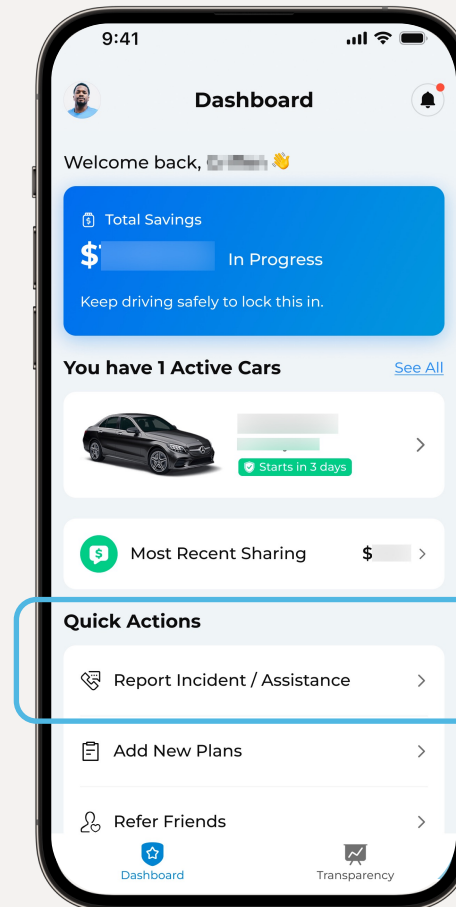 9:41
Dashboard
Welcome back,
Total Savings
$ In Progress
Keep driving safely to lock this in.
You have 1 Active Cars See All
Starts in 3 days
Most Recent Sharing $
Quick Actions
Report Incident / Assistance
Add New Plans
Refer Friends
Dashboard Transparency